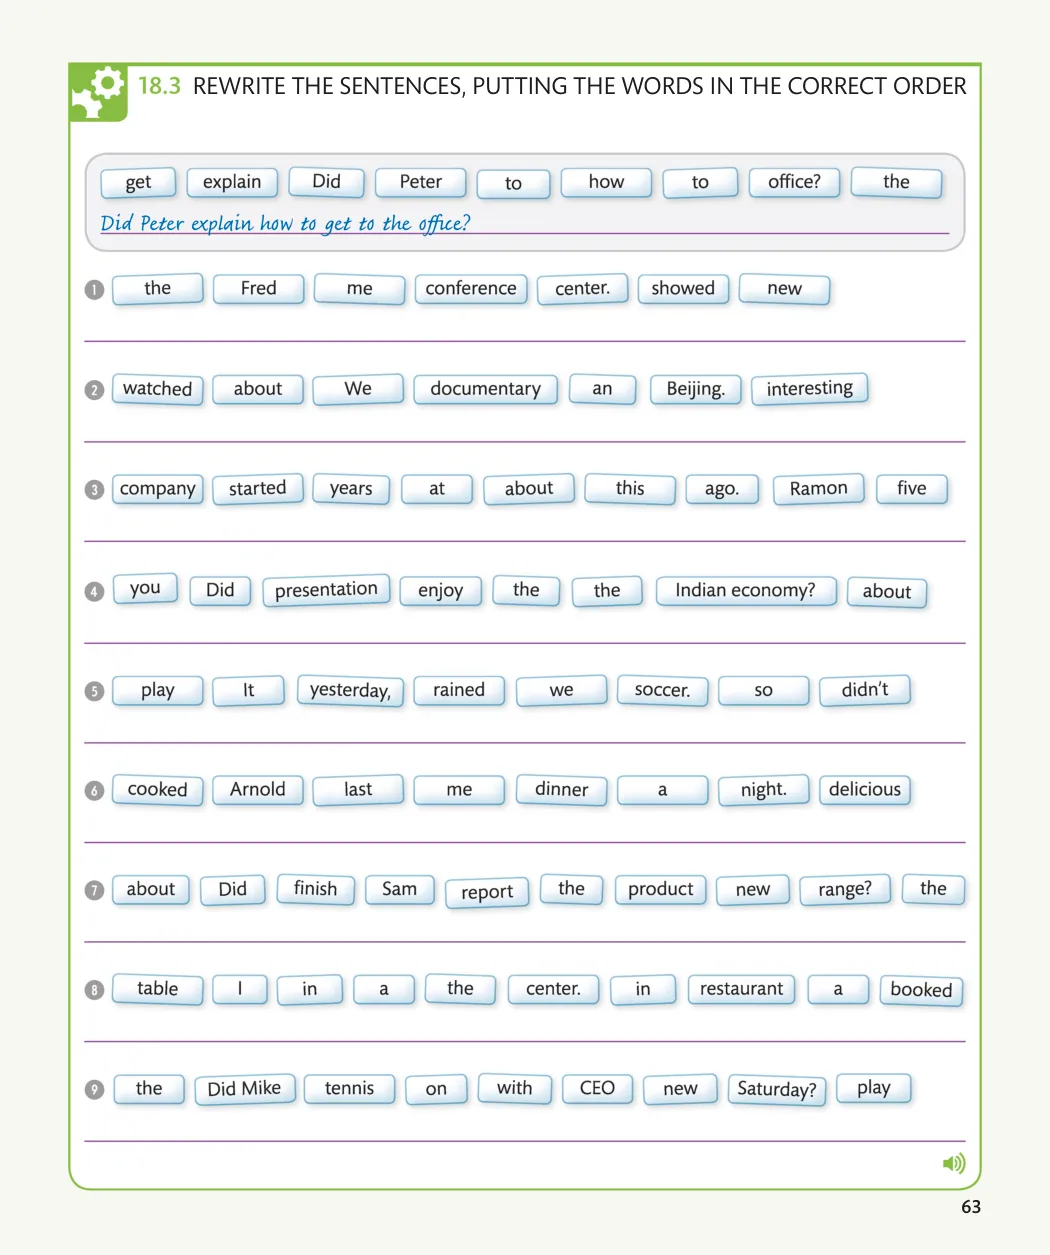 18.3 REWRITE THE SENTENCES, PUTTING THE WORDS IN THE CORRECT ORDER
get explain Did Peter to how to office? the
Did Peter explain how to get to the office?
1 the Fred me conference center. showed new
2 watched about We documentary an Beijing. interesting
3 company started years at about this ago. Ramon five
4 you Did presentation enjoy the the Indian economy? about
5 play It yesterday, rained we soccer. so didn't
6 cooked Arnold last me dinner a night. delicious
7 about Did finish Sam report the product new range? the
8 table I in a the center. in restaurant a booked
9 the Did Mike tennis on with CEO new Saturday? play
63